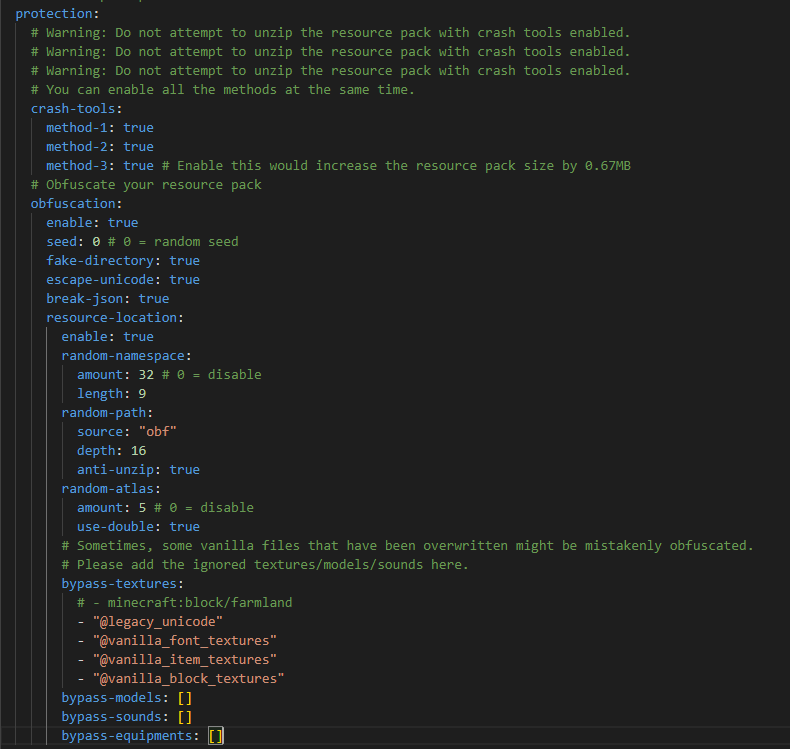 protection:
# Warning: Do not attempt to unzip the resource pack with crash tools enabled.
# Warning: Do not attempt to unzip the resource pack with crash tools enabled.
# Warning: Do not attempt to unzip the resource pack with crash tools enabled.
# You can enable all the methods at the same time.
crash-tools:
method-1: true
method-2: true
method-3: true # Enable this would increase the resource pack size by 0.67MB
# Obfuscate your resource pack
obfuscation:
enable: true
seed: 0 # 0 = random seed
fake-directory: true
escape-unicode: true
break-json: true
resource-location:
enable: true
random-namespace:
amount: 32 # 0 = disable
length: 9
random-path:
source: "obf"
depth: 16
anti-unzip: true
random-atlas:
amount: 5 # 0 = disable
use-double: true
# Sometimes, some vanilla files that have been overwritten might be mistakenly obfuscated.
# Please add the ignored textures/models/sounds here.
bypass-textures:
# - minecraft:block/farmland
- "@legacy_unicode"
- "@vanilla_font_textures"
- "@vanilla_item_textures"
- "@vanilla_block_textures"
bypass-models: []
bypass-sounds: []
bypass-equipments: []